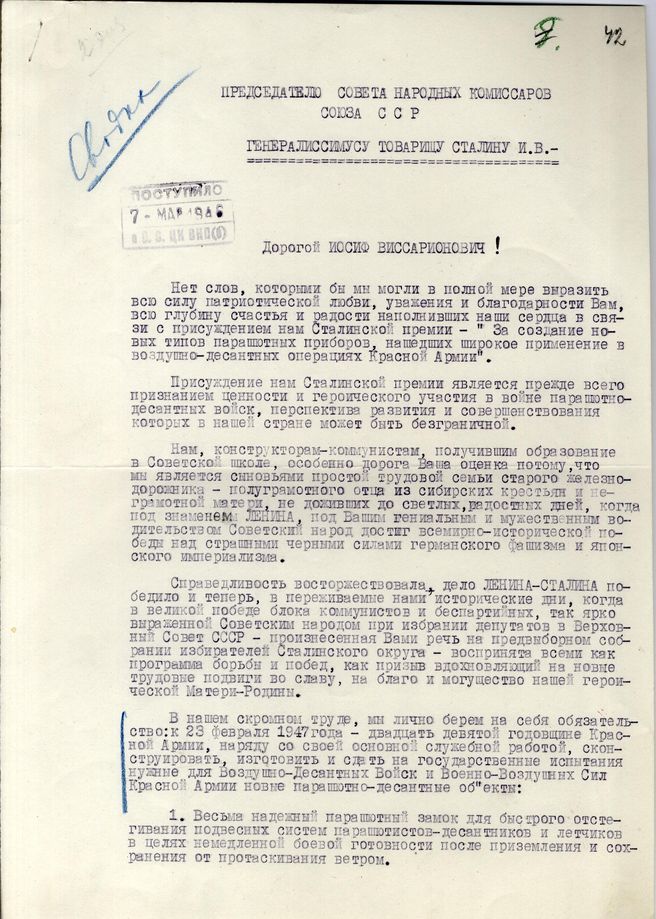 42
Сводка
ПРЕДСЕДАТЕЛЮ СОВЕТА НАРОДНЫХ КОМИССАРОВ
СОЮЗА С С Р
ГЕНЕРАЛИССИМУСУ ТОВАРИЩУ СТАЛИНУ И.В.-
ПОСТУПИЛО
7 - МАР 1946
в О. С. ЦК ВКП(б)
Дорогой ИОСИФ ВИССАРИОНОВИЧ !
Нет слов, которыми бы мы могли в полной мере выразить
всю силу патриотической любви, уважения и благодарности Вам,
всю глубину счастья и радости наполнивших наши сердца в свя-
зи с присуждением нам Сталинской премии - " За создание но-
вых типов парашютных приборов, нашедших широкое применение в
воздушно-десантных операциях Красной Армии".
Присуждение нам Сталинской премии является прежде всего
признанием ценности и героического участия в войне парашютно-
десантных войск, перспектива развития и совершенствования
которых в нашей стране может быть безграничной.
Нам, конструкторам-коммунистам, получившим образование
в Советской школе, особенно дорога Ваша оценка потому,что
мы является сыновьями простой трудовой семьи старого железно-
дорожника - полуграмотного отца из сибирских крестьян и не-
грамотной матери, не доживших до светлых,радостных дней, когда
под знаменем ЛЕНИНА, под Вашим гениальным и мужественным во-
дительством Советский народ достиг всемирно-исторической по-
беды над страшными черными силами германского фашизма и япон-
ского империализма.
Справедливость восторжествовала, дело ЛЕНИНА-СТАЛИНА по-
бедило и теперь, в переживаемые нами исторические дни, когда
в великой победе блока коммунистов и беспартийных, так ярко
выраженной Советским народом при избрании депутатов в Верхов-
ный Совет СССР - произнесенная Вами речь на предвыборном соб-
рании избирателей Сталинского округа - воспринята всеми как
программа борьбы и побед, как призыв вдохновляющий на новые
трудовые подвиги во славу, на благо и могущество нашей герои-
ческой Матери-Родины.
В нашем скромном труде, мы лично берем на себя обязатель-
ство:к 23 февраля 1947года - двадцать девятой годовщине Крас-
ной Армии, наряду со своей основной служебной работой, скон-
струировать, изготовить и сдать на государственные испытания
нужные для Воздушно-Десантных Войск и Военно-Воздушных Сил
Красной Армии новые парашютно-десантные об"екты:
1. Весьма надежный парашютный замок для быстрого отсте-
гивания подвесных систем парашютистов-десантников и летчиков
в целях немедленной боевой готовности после приземления и сох-
ранения от протаскивания ветром.